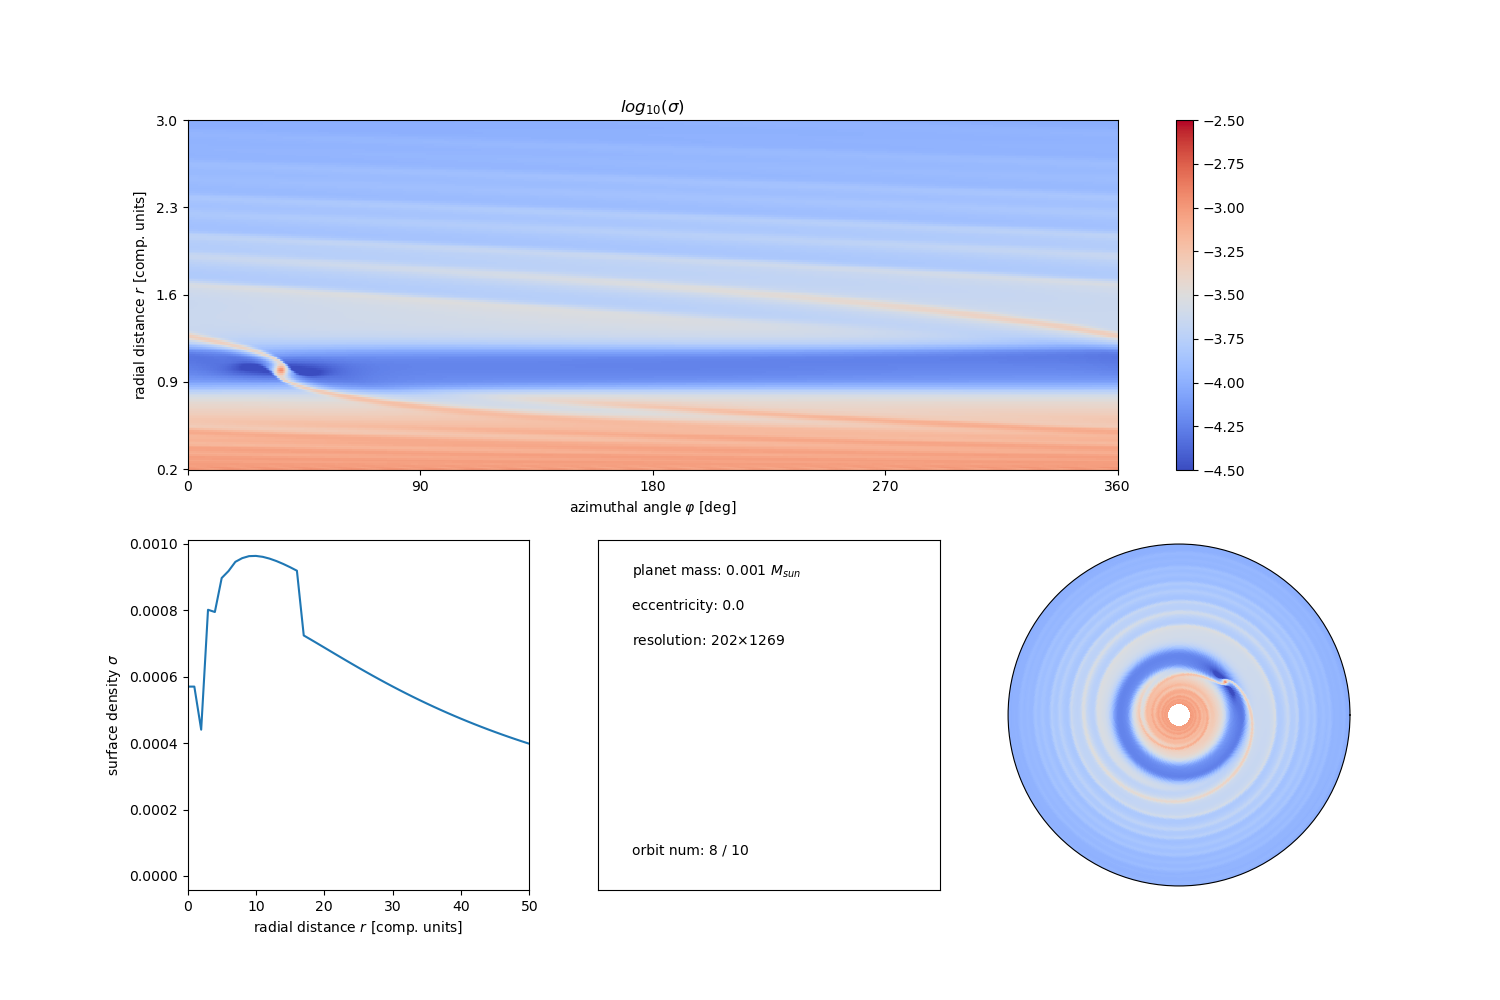 log₁₀(σ)
3.0
2.3
1.6
0.9
0.2
radial distance r [comp. units]
0 90 180 270 360
azimuthal angle φ [deg]
−2.50
−2.75
−3.00
−3.25
−3.50
−3.75
−4.00
−4.25
−4.50
0.0010
0.0008
0.0006
0.0004
0.0002
0.0000
surface density σ
0 10 20 30 40 50
radial distance r [comp. units]
planet mass: 0.001 Mₛᵤₙ
eccentricity: 0.0
resolution: 202×1269
orbit num: 8 / 10